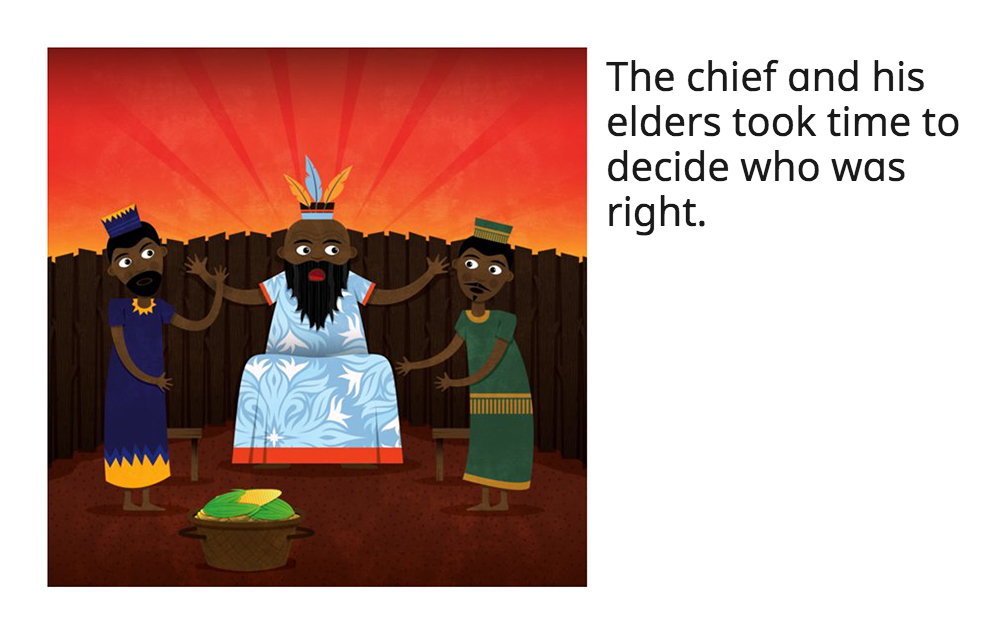 The chief and his
elders took time to
decide who was
right.